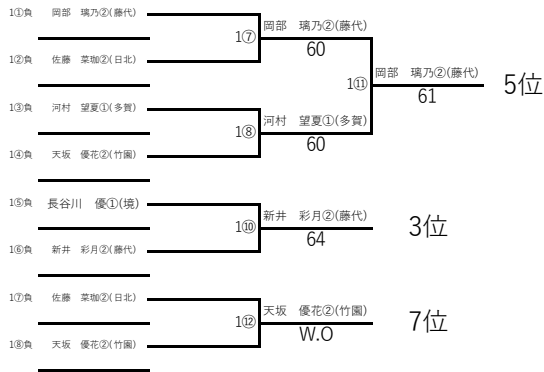 1①負 岡部 璃乃②(藤代)
1⑦ 岡部 璃乃②(藤代)
60
1②負 佐藤 菜珈②(日北)
1⑪ 岡部 璃乃②(藤代)
61
5位
1③負 河村 望夏①(多賀)
1⑧ 河村 望夏①(多賀)
60
1④負 天坂 優花②(竹園)
1⑤負 長谷川 優①(境)
1⑩ 新井 彩月②(藤代)
64
3位
1⑥負 新井 彩月②(藤代)
1⑦負 佐藤 菜珈②(日北)
1⑫ 天坂 優花②(竹園)
W.O
7位
1⑧負 天坂 優花②(竹園)